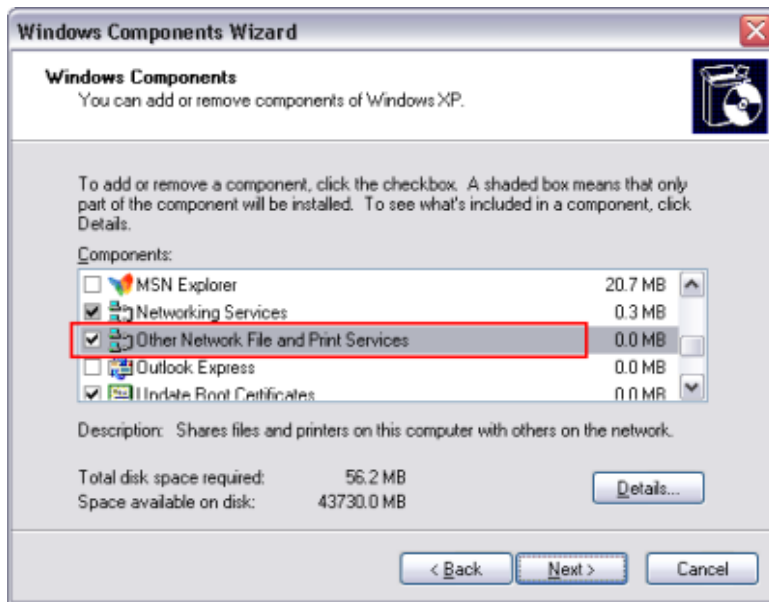 Windows Components Wizard
Windows Components
You can add or remove components of Windows XP.
To add or remove a component, click the checkbox. A shaded box means that only
part of the component will be installed. To see what's included in a component, click
Details.
Components:
MSN Explorer 20.7 MB
Networking Services 0.3 MB
Other Network File and Print Services 0.0 MB
Outlook Express 0.0 MB
Update Root Certificates 0.0 MB
Description: Shares files and printers on this computer with others on the network.
Total disk space required: 56.2 MB
Space available on disk: 43730.0 MB
Details...
< Back Next > Cancel